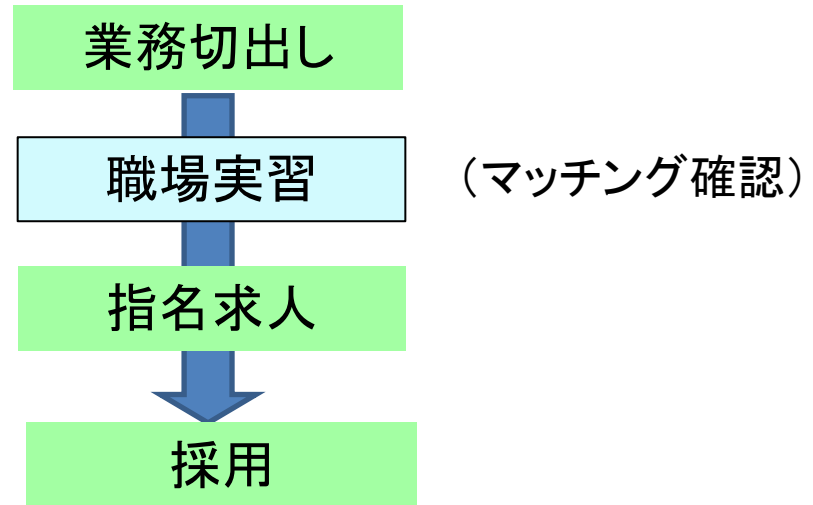 業務切出し
職場実習
（マッチング確認）
指名求人
採用